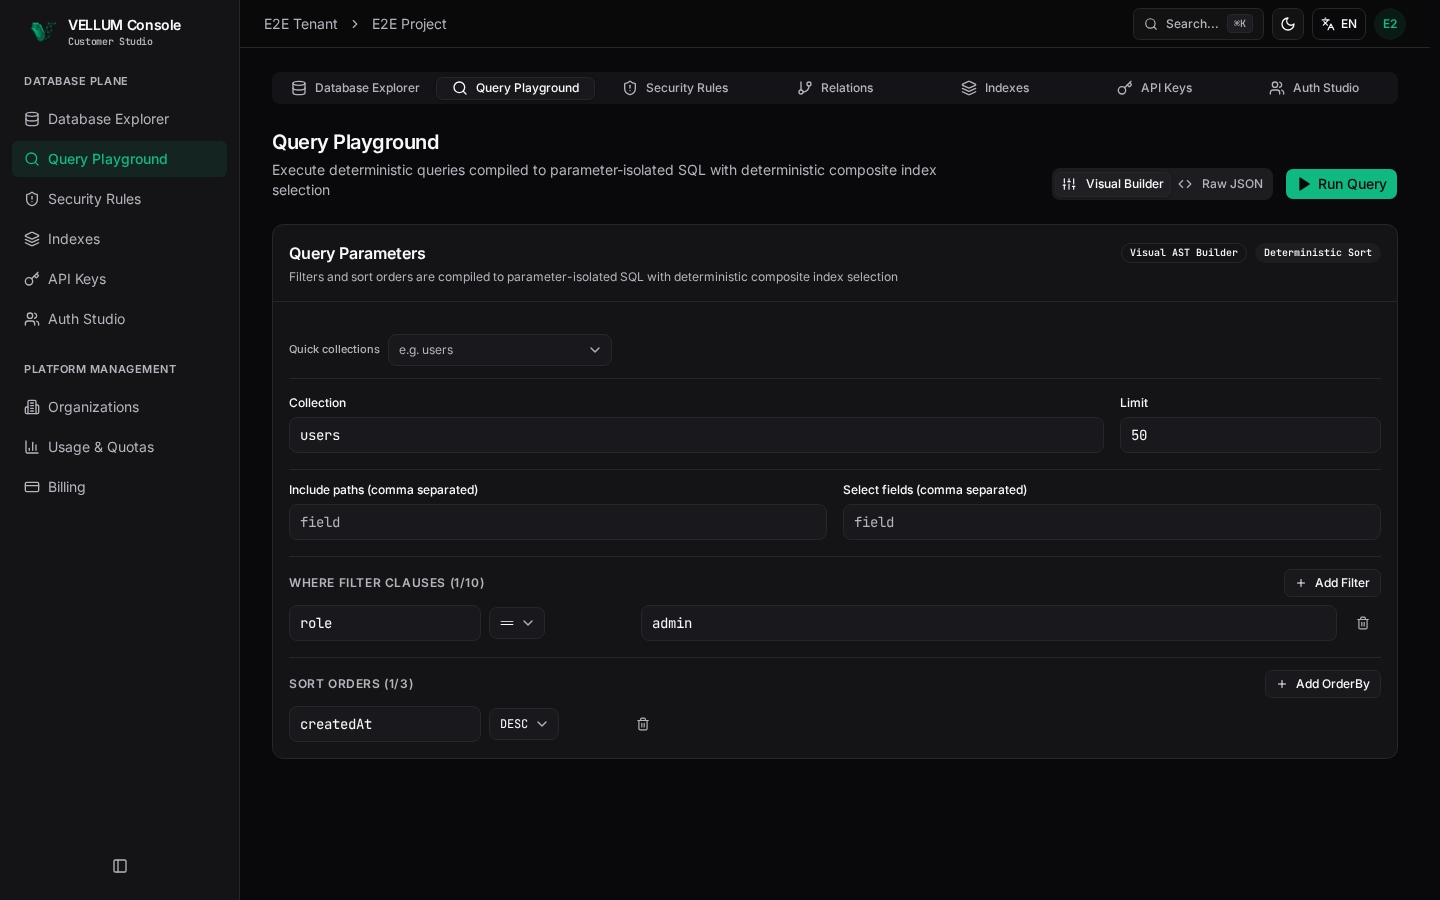 VELLUM Console
Customer Studio
DATABASE PLANE
Database Explorer
Query Playground
Security Rules
Indexes
API Keys
Auth Studio
PLATFORM MANAGEMENT
Organizations
Usage & Quotas
Billing
E2E Tenant > E2E Project
Search... ⌘K
EN
E2
Database Explorer
Query Playground
Security Rules
Relations
Indexes
API Keys
Auth Studio
Query Playground
Execute deterministic queries compiled to parameter-isolated SQL with deterministic composite index
selection
Visual Builder
Raw JSON
Run Query
Query Parameters
Visual AST Builder
Deterministic Sort
Filters and sort orders are compiled to parameter-isolated SQL with deterministic composite index selection
Quick collections
e.g. users
Collection
Limit
users
50
Include paths (comma separated)
Select fields (comma separated)
field
field
WHERE FILTER CLAUSES (1/10)
+ Add Filter
role
==
admin
SORT ORDERS (1/3)
+ Add OrderBy
createdAt
DESC